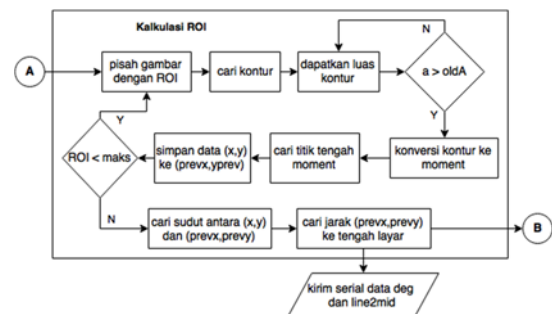 Kalkulasi ROI
N
A
pisah gambar
dengan ROI
cari kontur
dapatkan luas
kontur
a > oldA
Y
Y
ROI < maks
simpan data (x,y)
ke (prevx,yprev)
cari titik tengah
moment
konversi kontur ke
moment
N
cari sudut antara (x,y)
dan (prevx,prevy)
cari jarak (prevx,prevy)
ke tengah layar
B
kirim serial data deg
dan line2mid